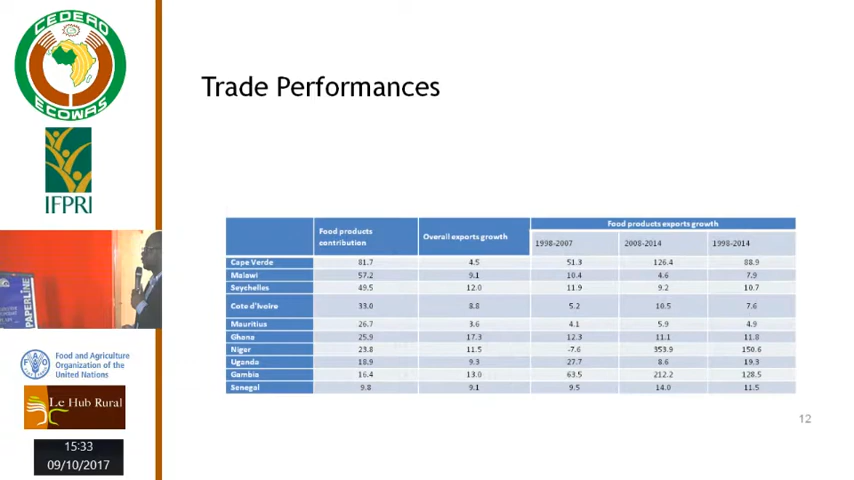 CEDEAO
ECOWAS
IFPRI
PAPERLINE
Food and Agriculture
Organization of the
United Nations
Le Hub Rural
15:33
09/10/2017
Trade Performances
Food products contribution Overall exports growth Food products exports growth
1998-2007 2008-2014 1998-2014
Cape Verde 81.7 4.5 51.3 126.4 88.9
Malawi 57.2 9.1 10.4 4.6 7.9
Seychelles 49.5 12.0 11.9 9.2 10.7
Cote d'Ivoire 33.0 8.8 5.2 10.5 7.6
Mauritius 26.7 3.6 4.1 5.9 4.9
Ghana 25.9 17.3 12.3 11.1 11.8
Niger 23.8 11.5 -7.6 353.9 150.6
Uganda 18.9 9.3 27.7 8.6 19.3
Gambia 16.4 13.0 63.5 212.2 128.5
Senegal 9.8 9.1 9.5 14.0 11.5
12